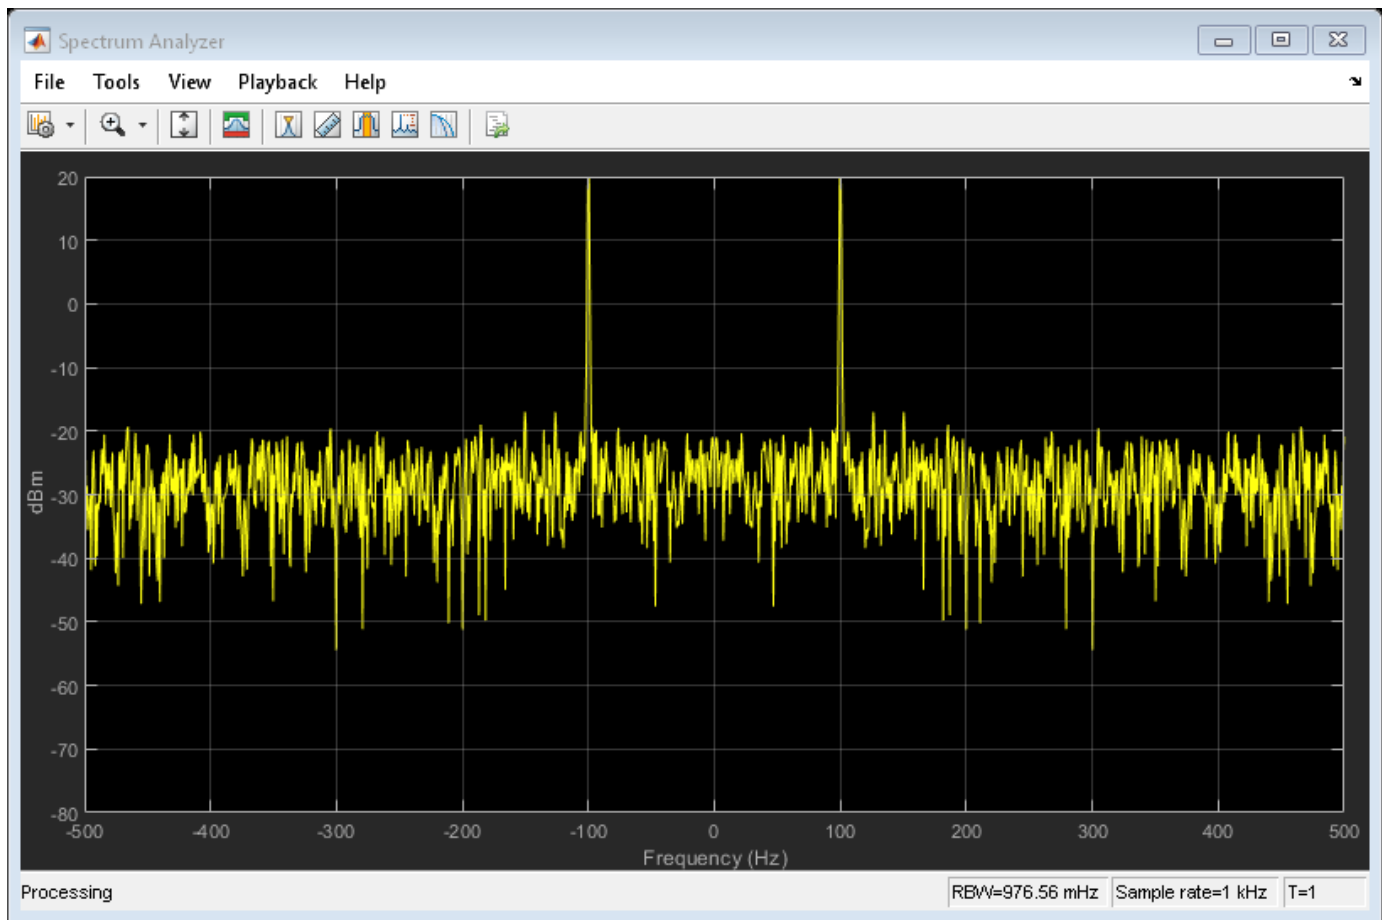 Spectrum Analyzer
File Tools View Playback Help
20
10
0
-10
-20
-30
-40
-50
-60
-70
-80
dBm
-500 -400 -300 -200 -100 0 100 200 300 400 500
Frequency (Hz)
Processing RBW=976.56 mHz Sample rate=1 kHz T=1